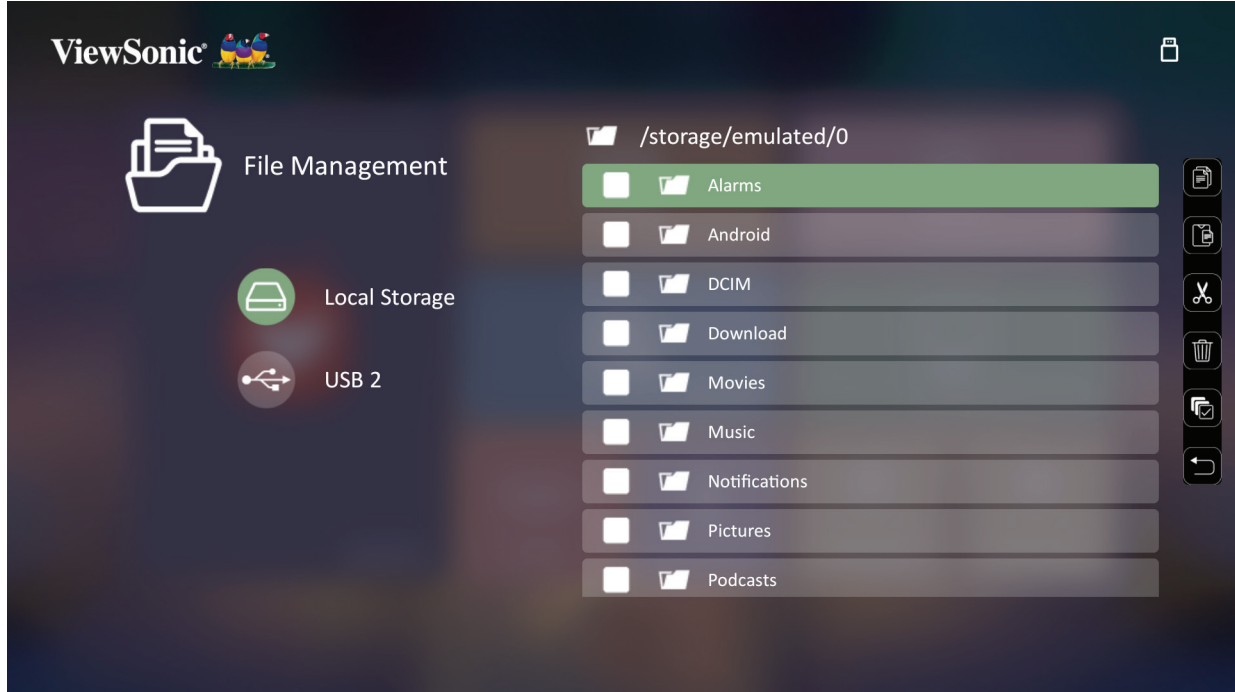 ViewSonic®
File Management
Local Storage
USB 2
/storage/emulated/0
Alarms
Android
DCIM
Download
Movies
Music
Notifications
Pictures
Podcasts